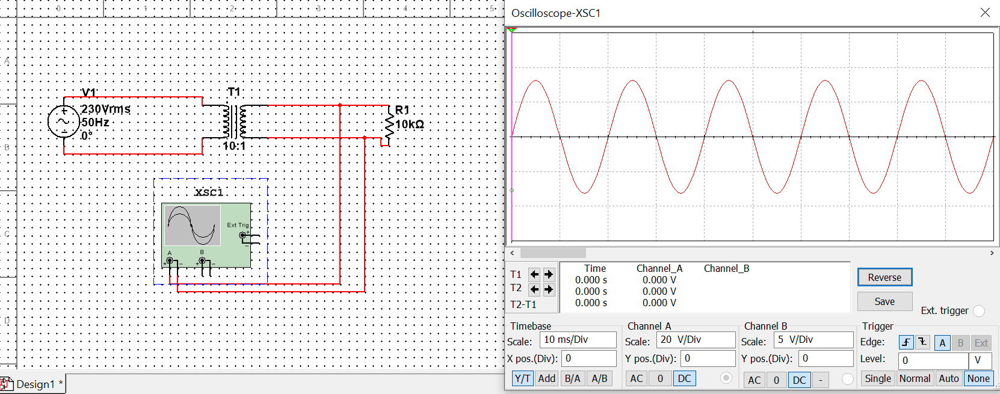 0 1 2 3 4 5
A
B
C
D
V1
230Vrms
50Hz
0°
T1
10:1
R1
10kΩ
XSC1
Ext Trig
A B
+ − + − + −
Design1 *
Oscilloscope-XSC1
Time Channel_A Channel_B
T1 0.000 s 0.000 V
T2 0.000 s 0.000 V
T2-T1 0.000 s 0.000 V
Reverse
Save
Ext. trigger
Timebase Channel A Channel B Trigger
Scale: 10 ms/Div Scale: 20 V/Div Scale: 5 V/Div Edge: A B Ext
X pos.(Div): 0 Y pos.(Div): 0 Y pos.(Div): 0 Level: 0 V
Y/T Add B/A A/B AC 0 DC AC 0 DC - Single Normal Auto None